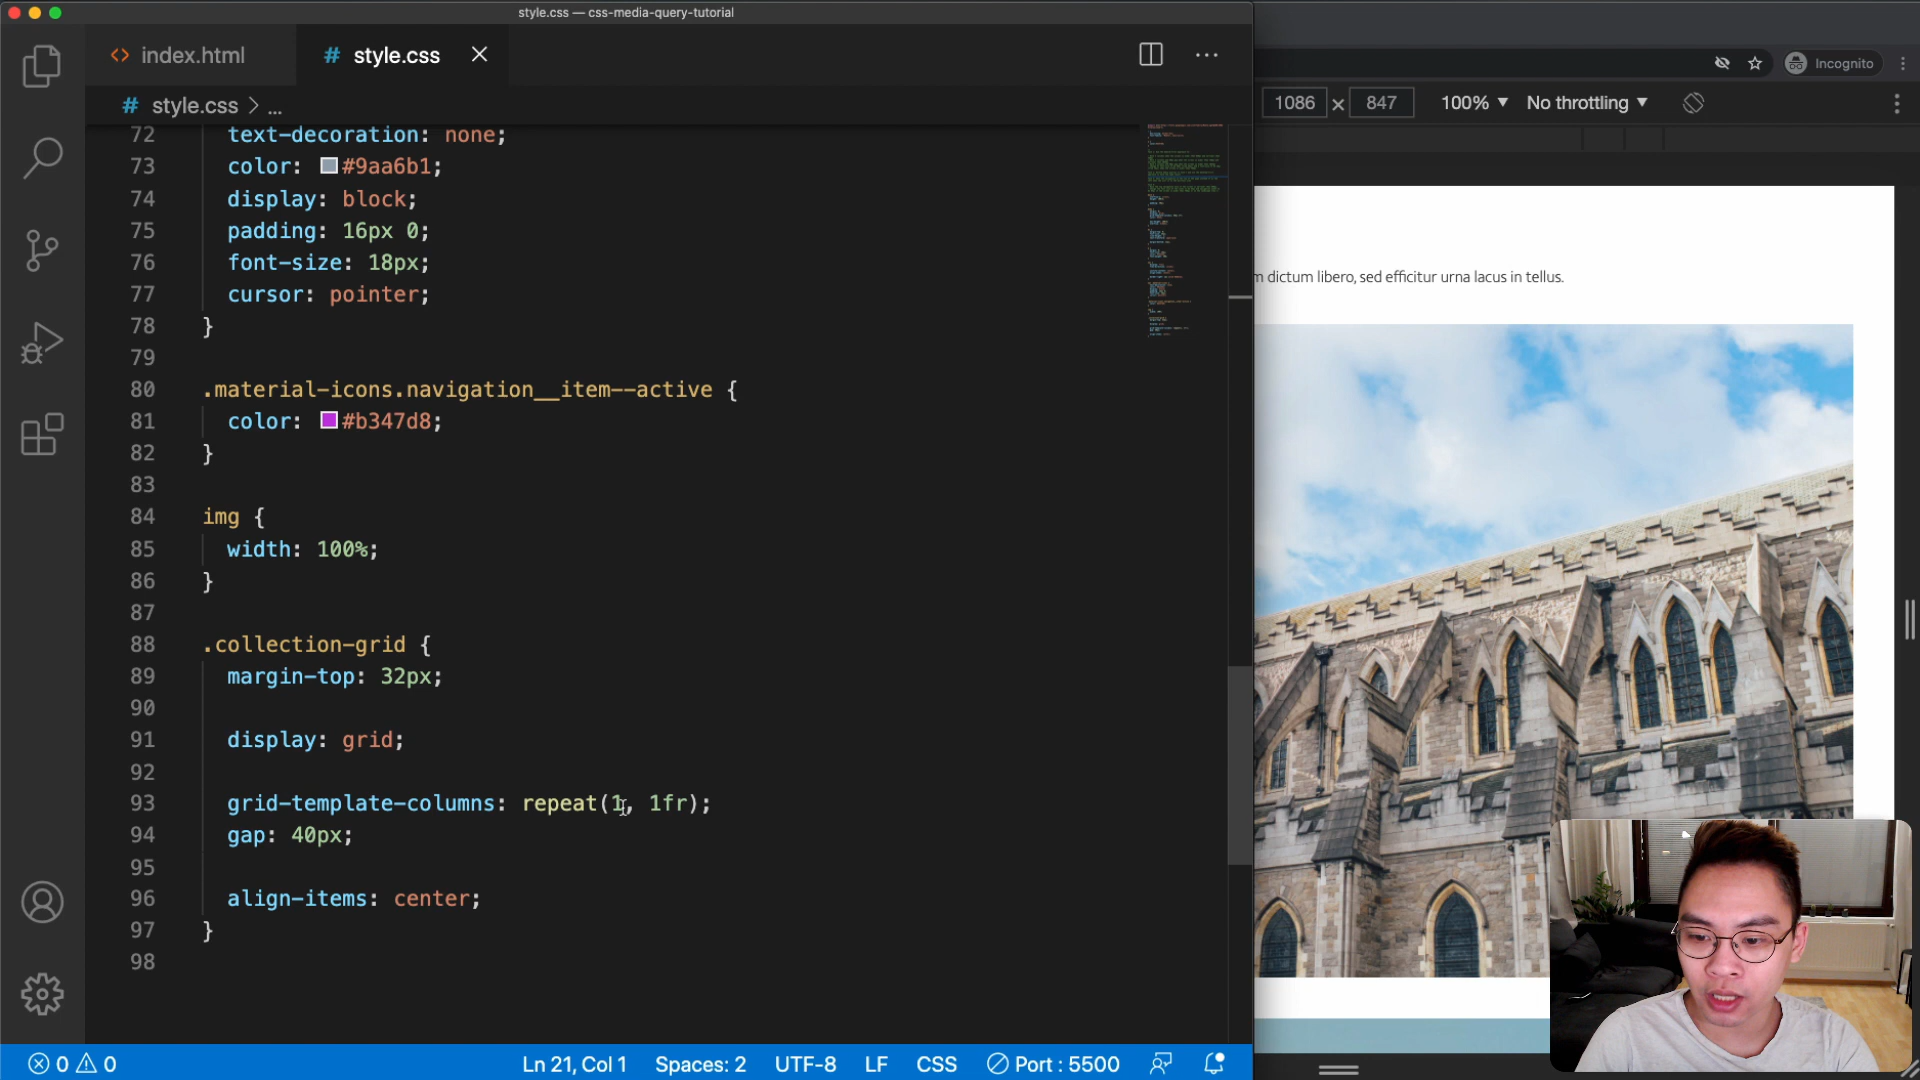 style.css — css-media-query-tutorial
<> index.html
# style.css
Incognito
# style.css > ...
1086 × 847 100% ▼ No throttling ▼
72 text-decoration: none;
73 color: #9aa6b1;
74 display: block;
75 padding: 16px 0;
76 font-size: 18px;
77 cursor: pointer;
78 }
79
80 .material-icons.navigation__item--active {
81 color: #b347d8;
82 }
83
84 img {
85 width: 100%;
86 }
87
88 .collection-grid {
89 margin-top: 32px;
90
91 display: grid;
92
93 grid-template-columns: repeat(1, 1fr);
94 gap: 40px;
95
96 align-items: center;
97 }
98
m dictum libero, sed efficitur urna lacus in tellus.
0 0 Ln 21, Col 1 Spaces: 2 UTF-8 LF CSS Port : 5500